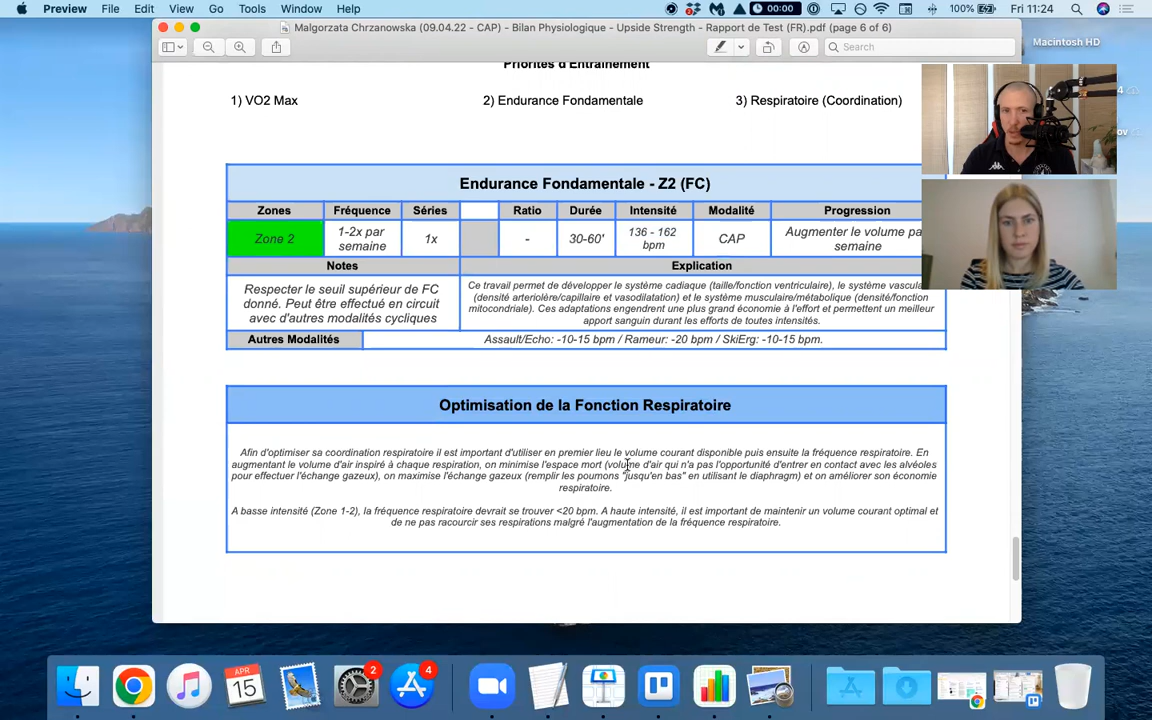 Preview File Edit View Go Tools Window Help 00:00 100% Fri 11:24
Malgorzata Chrzanowska (09.04.22 - CAP) - Bilan Physiologique - Upside Strength - Rapport de Test (FR).pdf (page 6 of 6)
Search
Macintosh HD
Priorités d'Entraînement
1) VO2 Max 2) Endurance Fondamentale 3) Respiratoire (Coordination)
Endurance Fondamentale - Z2 (FC)
Zones Fréquence Séries Ratio Durée Intensité Modalité Progression
Zone 2 1-2x par semaine 1x - 30-60' 136 - 162 bpm CAP Augmenter le volume semaine
Notes Explication
Respecter le seuil supérieur de FC
donné. Peut être effectué en circuit
avec d'autres modalités cycliques
Ce travail permet de développer le système cadiaque (taille/fonction ventriculaire), le système
(densité arteriolère/capillaire et vasodilatation) et le système musculaire/métabolique (densité/fonction
mitocondriale). Ces adaptations engendrent une plus grand économie à l'effort et permettent un meilleur
apport sanguin durant les efforts de toutes intensités.
Autres Modalités Assault/Echo: -10-15 bpm / Rameur: -20 bpm / SkiErg: -10-15 bpm.
Optimisation de la Fonction Respiratoire
Afin d'optimiser sa coordination respiratoire il est important d'utiliser en premier lieu le volume courant disponible puis ensuite la fréquence respiratoire. En
augmentant le volume d'air inspiré à chaque respiration, on minimise l'espace mort (volume d'air qui n'a pas l'opportunité d'entrer en contact avec les alvéoles
pour effectuer l'échange gazeux), on maximise l'échange gazeux (remplir les poumons "jusqu'en bas" en utilisant le diaphragm) et on améliorer son économie
respiratoire.
A basse intensité (Zone 1-2), la fréquence respiratoire devrait se trouver <20 bpm. A haute intensité, il est important de maintenir un volume courant optimal et
de ne pas racourcir ses respirations malgré l'augmentation de la fréquence respiratoire.
APR
15
2
4